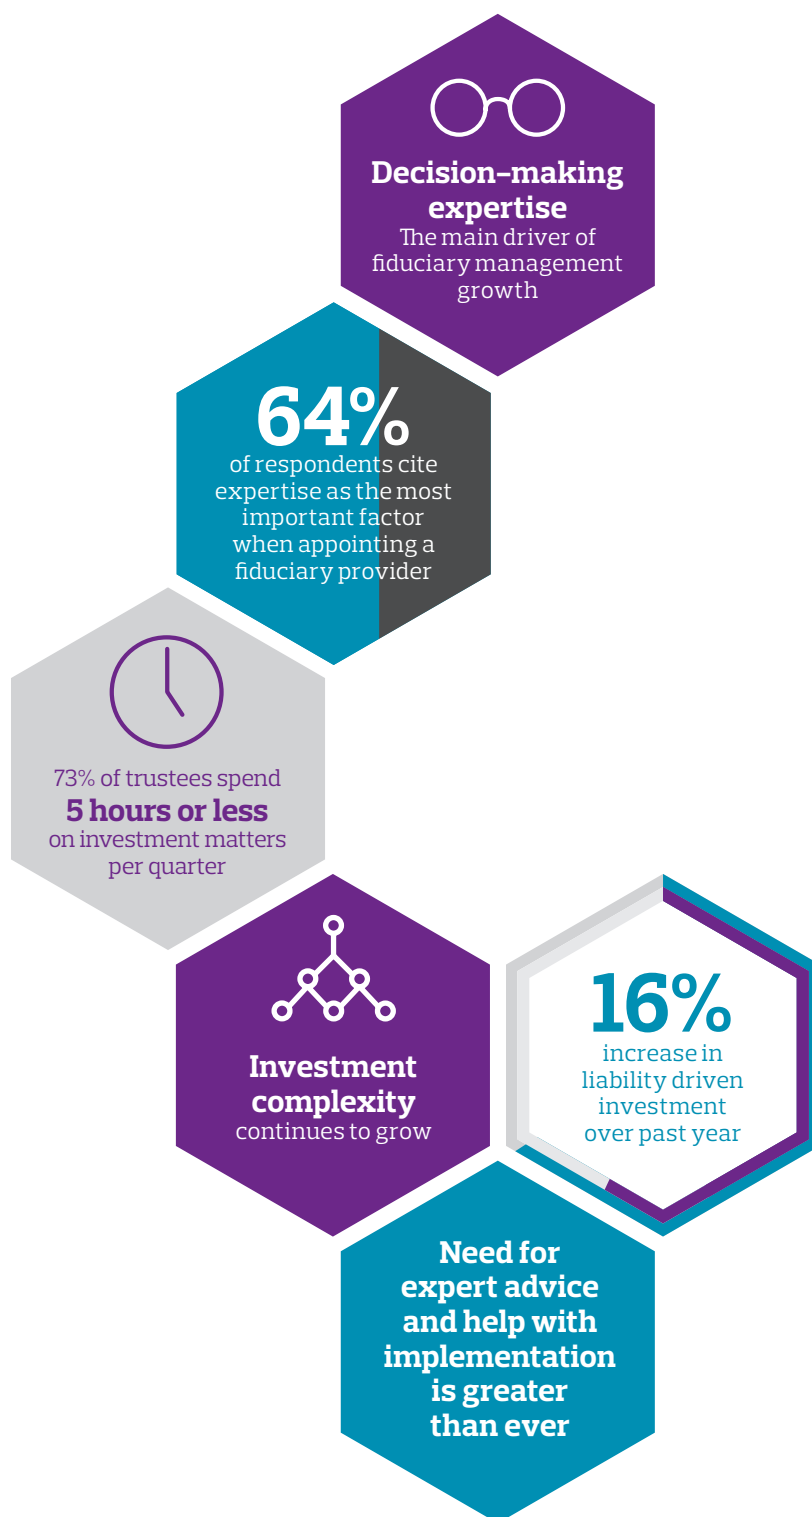 Decision-making
expertise
The main driver of
fiduciary management
growth
64%
of respondents cite
expertise as the most
important factor
when appointing a
fiduciary provider
73% of trustees spend
5 hours or less
on investment matters
per quarter
Investment
complexity
continues to grow
16%
increase in
liability driven
investment
over past year
Need for
expert advice
and help with
implementation
is greater
than ever